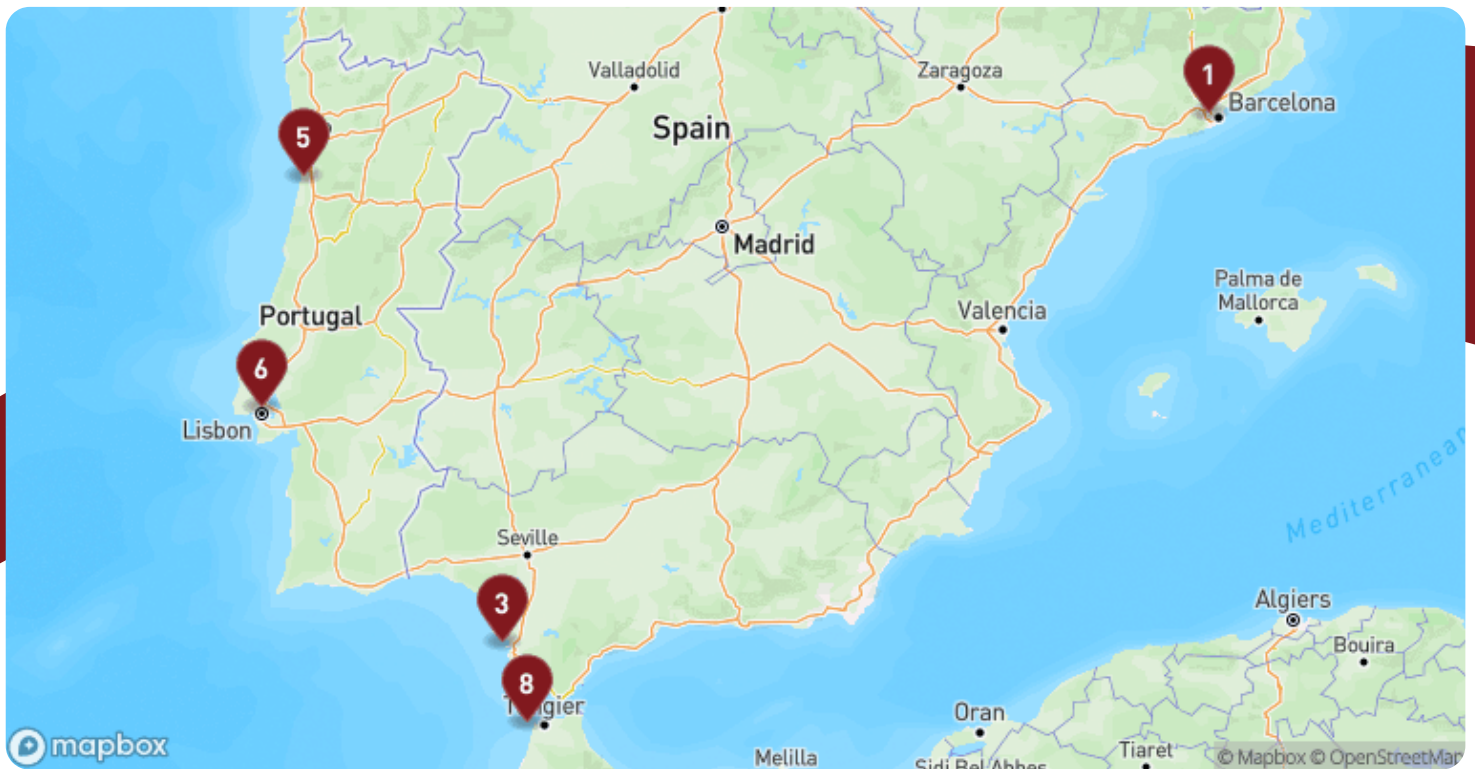 Valladolid
Zaragoza
1
Barcelona
5
Spain
Madrid
Palma de
Mallorca
Portugal
Valencia
6
Lisbon
Mediterranean
Seville
3
Algiers
Bouira
8
Oran
Tiaret
Melilla
mapbox
© Mapbox © OpenStreetMap